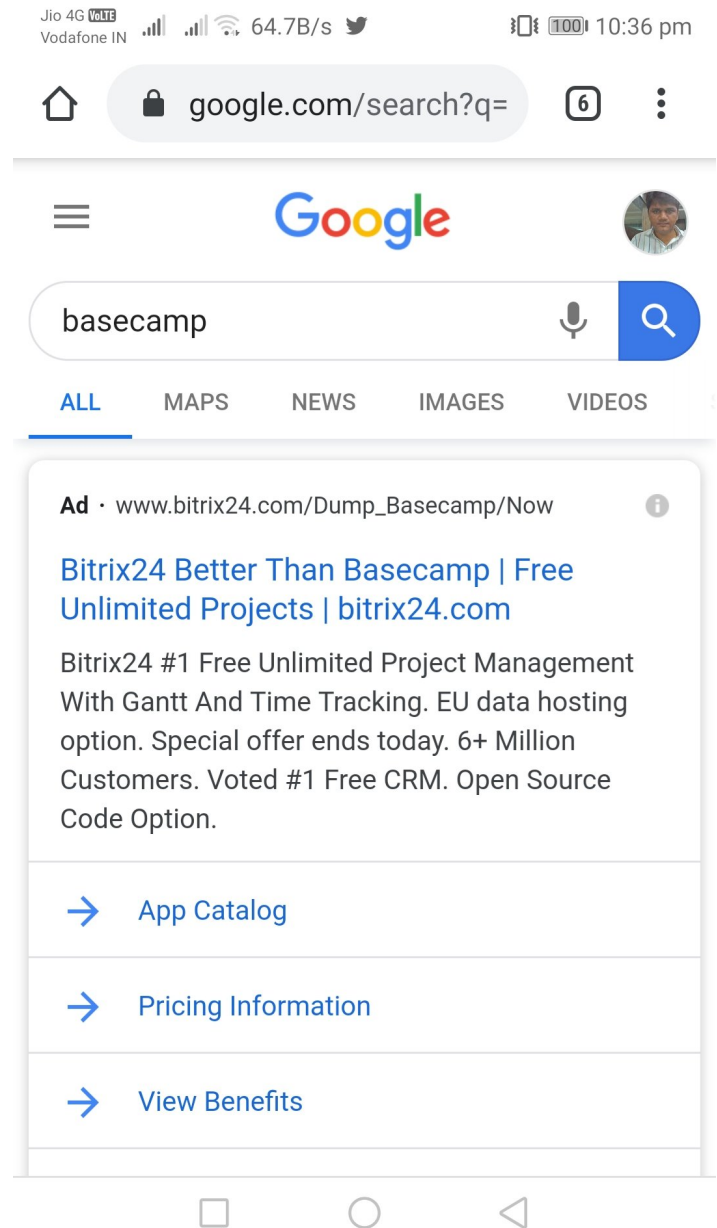 Jio 4G VoLTE
Vodafone IN
64.7B/s
100
10:36 pm
google.com/search?q=
6
Google
basecamp
ALL MAPS NEWS IMAGES VIDEOS
Ad · www.bitrix24.com/Dump_Basecamp/Now
Bitrix24 Better Than Basecamp | Free
Unlimited Projects | bitrix24.com
Bitrix24 #1 Free Unlimited Project Management
With Gantt And Time Tracking. EU data hosting
option. Special offer ends today. 6+ Million
Customers. Voted #1 Free CRM. Open Source
Code Option.
App Catalog
Pricing Information
View Benefits